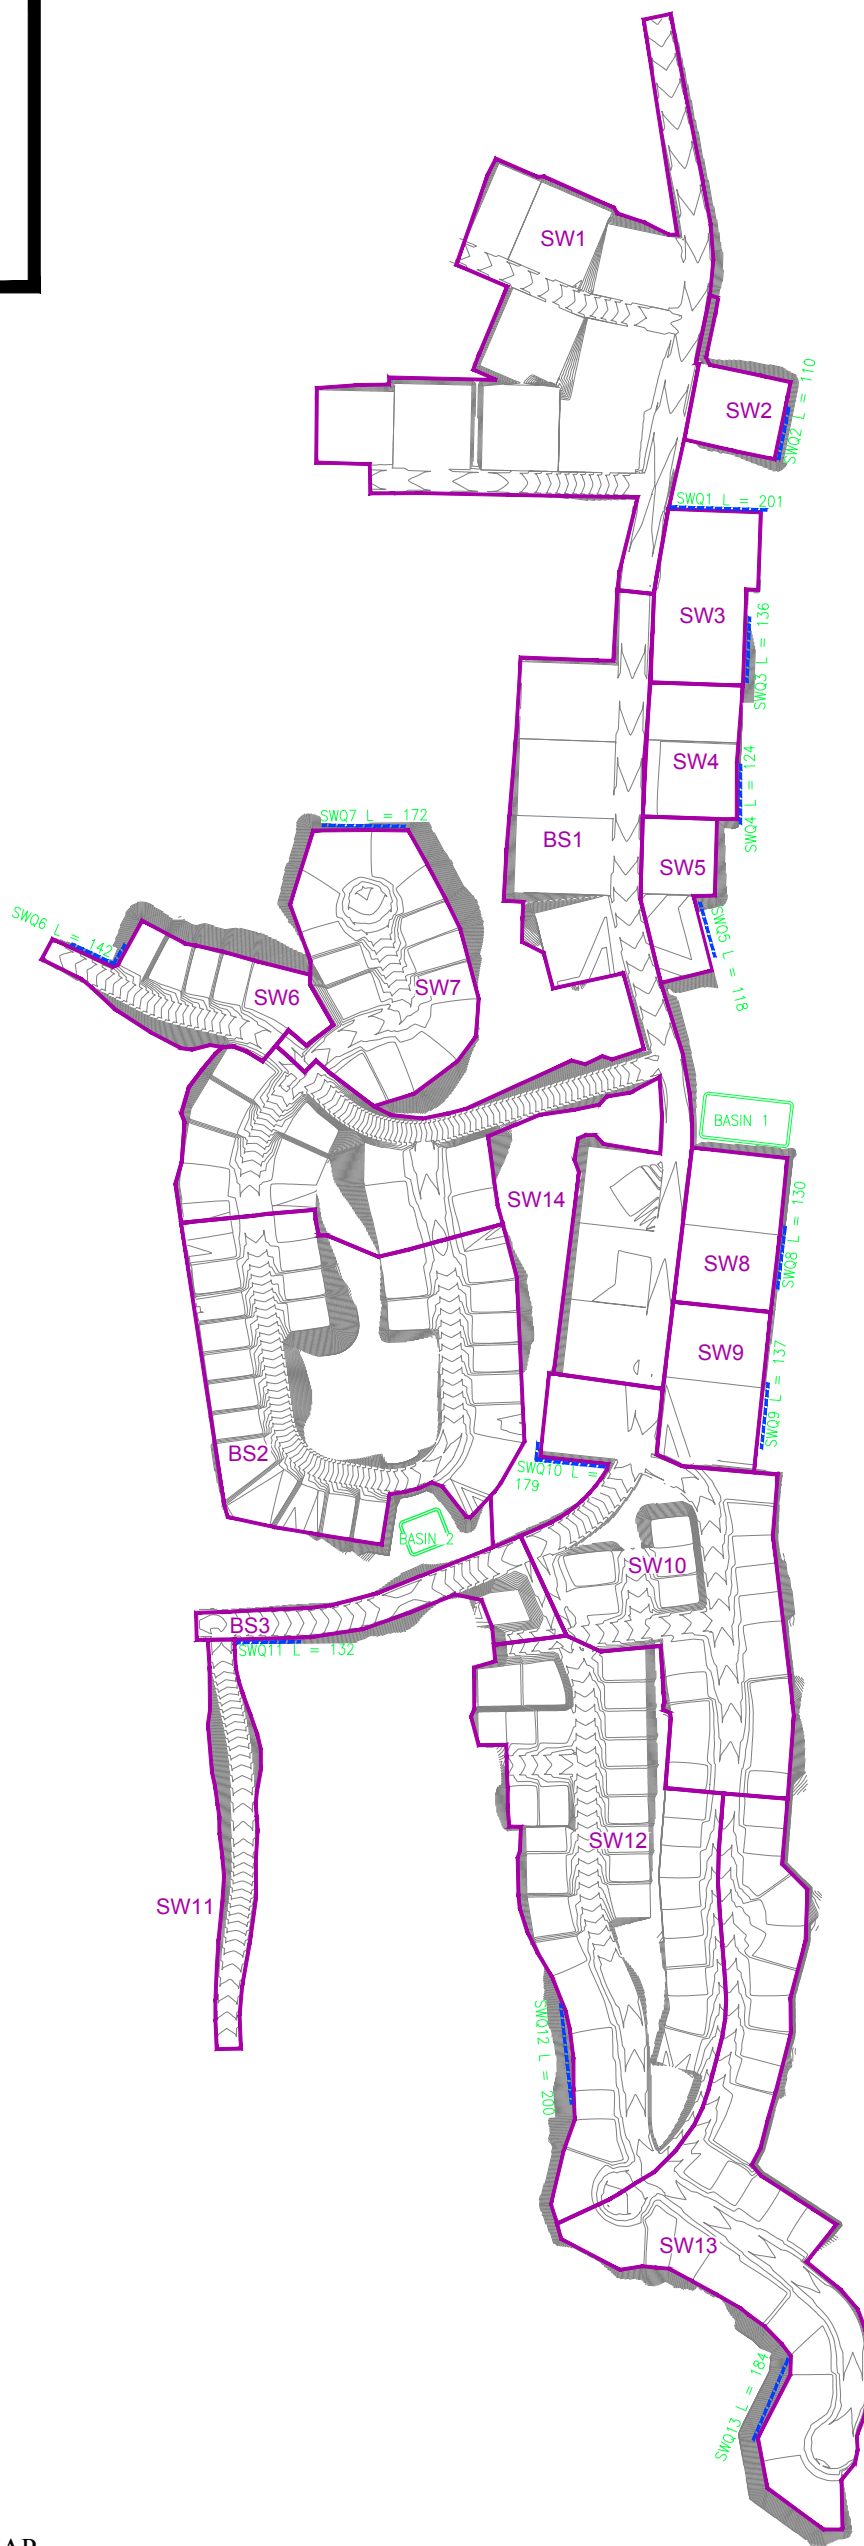 SW1
SWQ2 L = 110
SW2
SWQ1 L = 201
SW3
SWQ3 L = 136
SW4
SWQ4 L = 124
BS1
SWQ7 L = 172
SW5
SWQ5 L = 118
SWQ6 L = 142
SW7
SW6
BASIN 1
SW14
SWQ8 L = 130
SW8
SW9
SWQ9 L = 137
BS2
SWQ10 L =
179
BASIN 2
SW10
BS3
SWQ11 L = 132
SW12
SW11
SWQ12 L = 200
SW13
SWQ13 L = 184